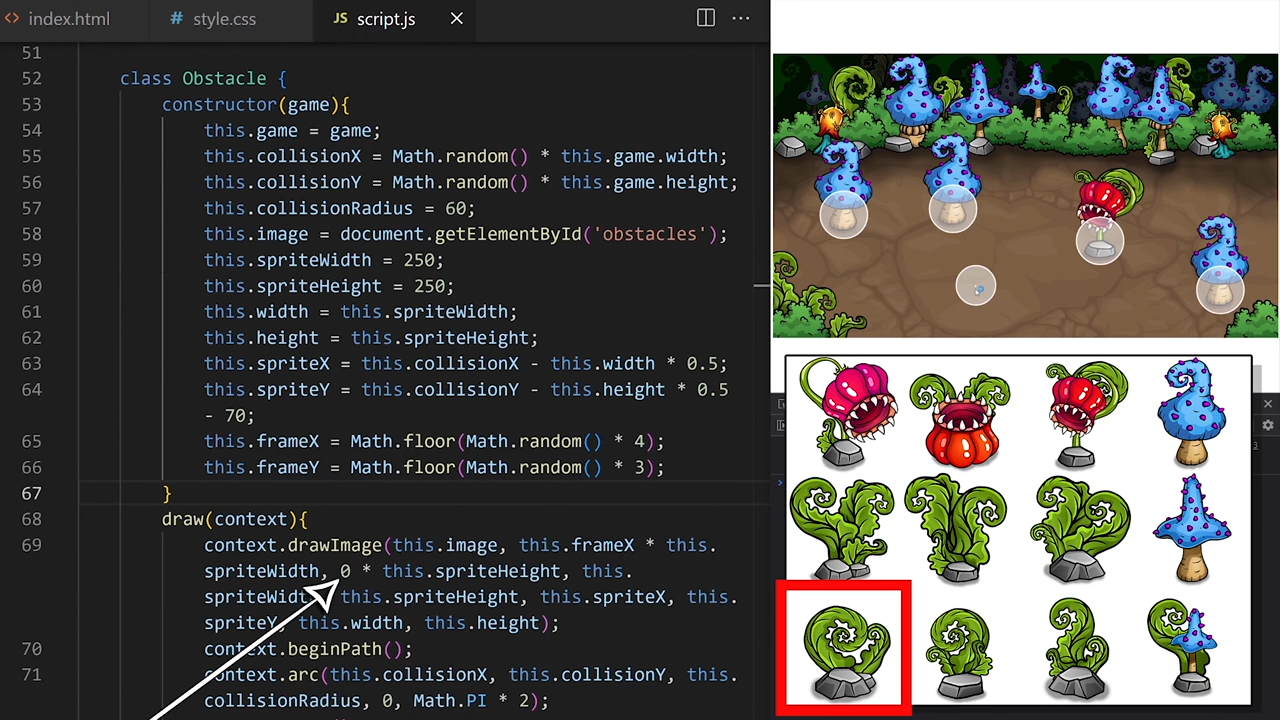 index.html
style.css
JS script.js
51
52 class Obstacle {
53 constructor(game){
54 this.game = game;
55 this.collisionX = Math.random() * this.game.width;
56 this.collisionY = Math.random() * this.game.height;
57 this.collisionRadius = 60;
58 this.image = document.getElementById('obstacles');
59 this.spriteWidth = 250;
60 this.spriteHeight = 250;
61 this.width = this.spriteWidth;
62 this.height = this.spriteHeight;
63 this.spriteX = this.collisionX - this.width * 0.5;
64 this.spriteY = this.collisionY - this.height * 0.5
- 70;
65 this.frameX = Math.floor(Math.random() * 4);
66 this.frameY = Math.floor(Math.random() * 3);
67 }
68 draw(context){
69 context.drawImage(this.image, this.frameX * this.
spriteWidth, 0 * this.spriteHeight, this.
spriteWidth, this.spriteHeight, this.spriteX, this.
spriteY, this.width, this.height);
70 context.beginPath();
71 context.arc(this.collisionX, this.collisionY, this.
collisionRadius, 0, Math.PI * 2);